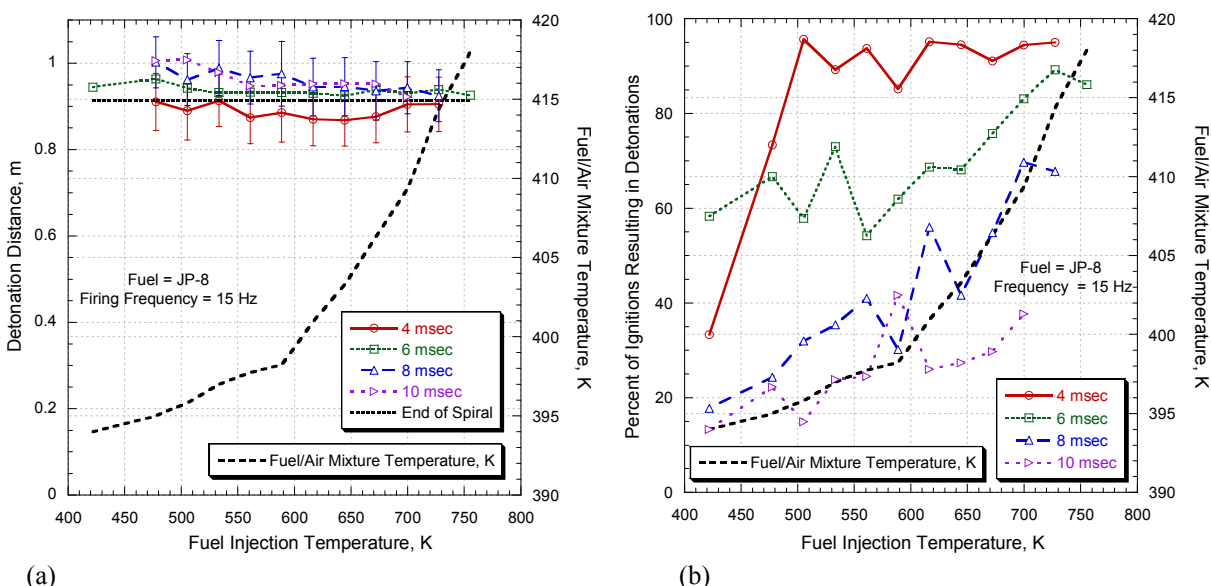 Detonation Distance, m
1
0.8
0.6
0.4
0.2
0
420
415
410
405
400
395
390
Fuel/Air Mixture Temperature, K
Fuel = JP-8
Firing Frequency = 15 Hz
4 msec
6 msec
8 msec
10 msec
End of Spiral
Fuel/Air Mixture Temperature, K
400 450 500 550 600 650 700 750 800
Fuel Injection Temperature, K
(a)
Percent of Ignitions Resulting in Detonations
100
90
80
70
60
50
40
30
20
10
0
420
415
410
405
400
395
390
Fuel/Air Mixture Temperature, K
Fuel = JP-8
Frequency = 15 Hz
4 msec
6 msec
8 msec
10 msec
Fuel/Air Mixture Temperature, K
400 450 500 550 600 650 700 750 800
Fuel Injection Temperature, K
(b)